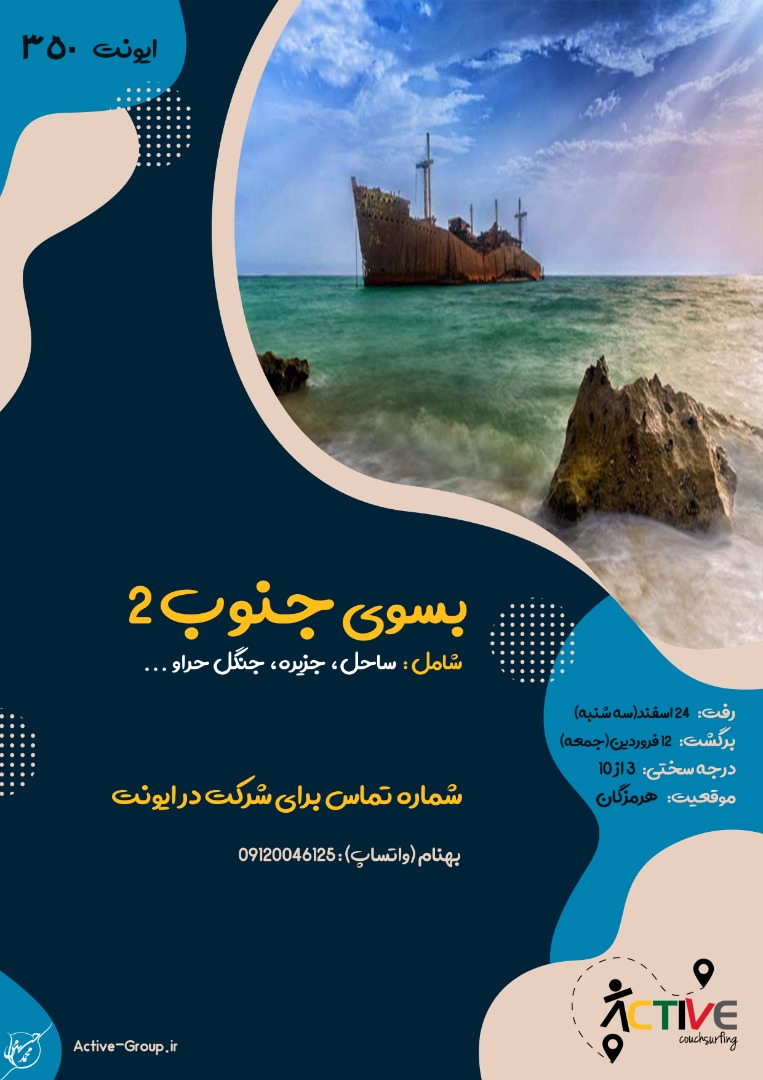 ایونت ۳۵۰
بسوی جنوب 2
شامل : ساحل ، جزیره ، جنگل حراو ...
رفت: 24 اسفند(سه شنبه)
برگشت: 12 فروردین(جمعه)
درجه سختی: 3 از 10
موقعیت: هرمزگان
شماره تماس برای شرکت در ایونت
بهنام (واتساپ) : 09120046125
ACTIVE
couchsurfing
Active-Group.ir